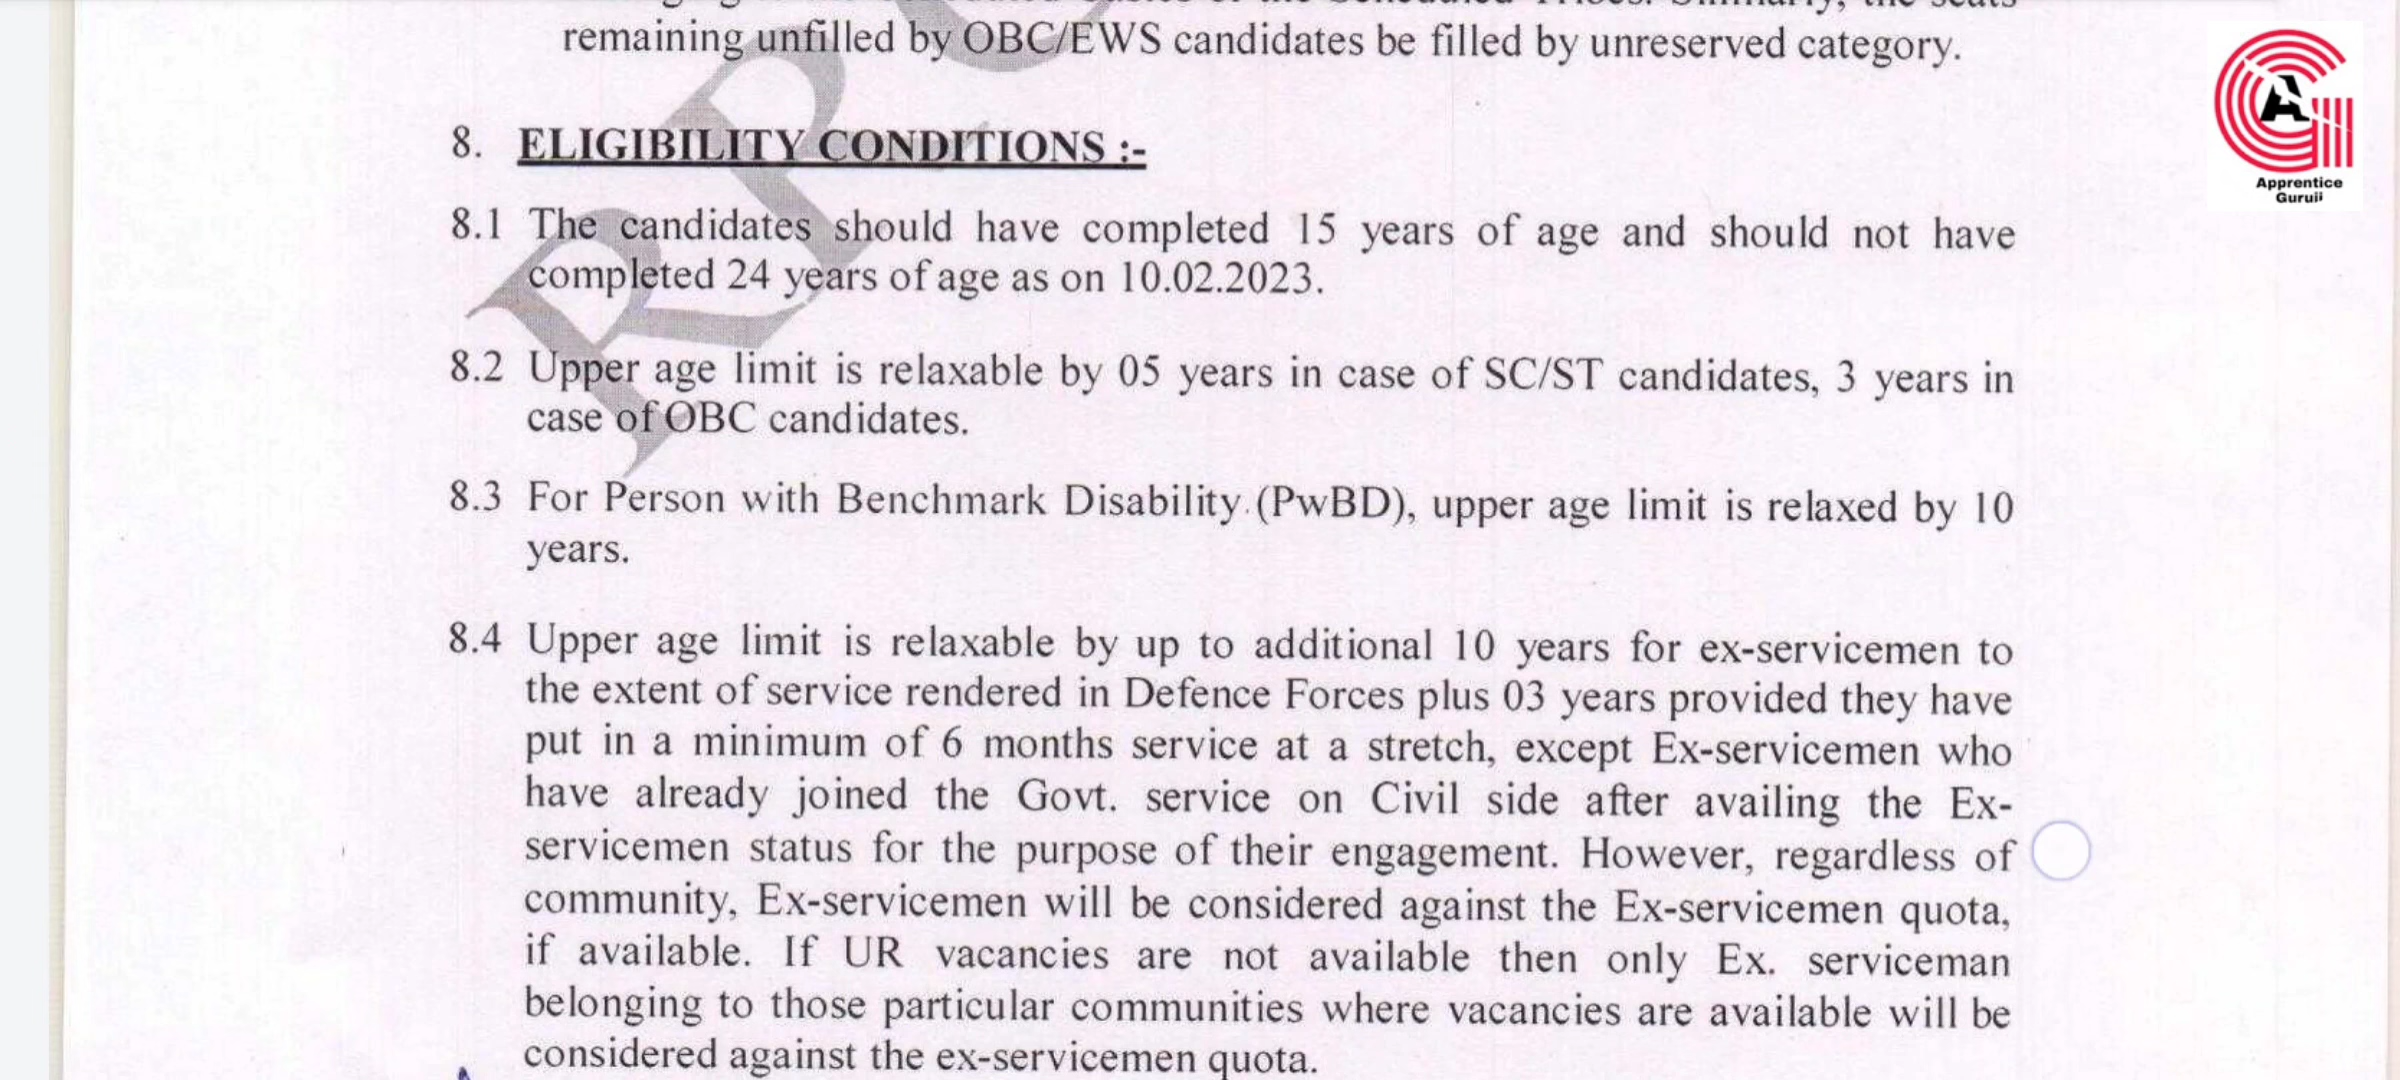 remaining unfilled by OBC/EWS candidates be filled by unreserved category.
8. ELIGIBILITY CONDITIONS :-
8.1 The candidates should have completed 15 years of age and should not have
completed 24 years of age as on 10.02.2023.
8.2 Upper age limit is relaxable by 05 years in case of SC/ST candidates, 3 years in
case of OBC candidates.
8.3 For Person with Benchmark Disability (PwBD), upper age limit is relaxed by 10
years.
8.4 Upper age limit is relaxable by up to additional 10 years for ex-servicemen to
the extent of service rendered in Defence Forces plus 03 years provided they have
put in a minimum of 6 months service at a stretch, except Ex-servicemen who
have already joined the Govt. service on Civil side after availing the Ex-
servicemen status for the purpose of their engagement. However, regardless of
community, Ex-servicemen will be considered against the Ex-servicemen quota,
if available. If UR vacancies are not available then only Ex. serviceman
belonging to those particular communities where vacancies are available will be
considered against the ex-servicemen quota.
A
Apprentice
Guruji